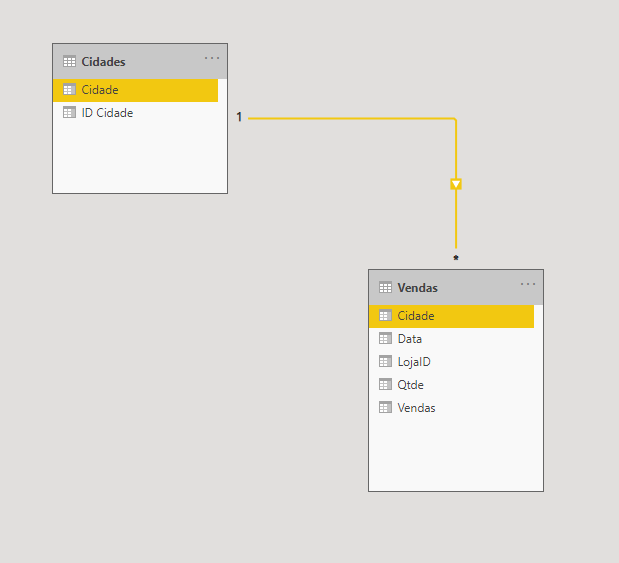 Cidades
Cidade
ID Cidade
1
*
Vendas
Cidade
Data
LojaID
Qtde
Vendas